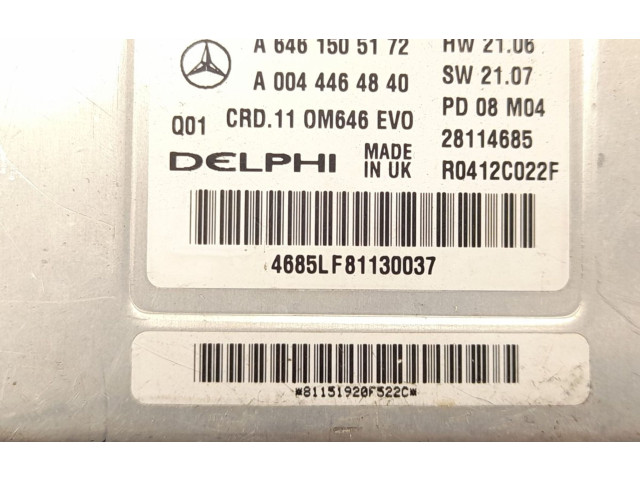 A 646 150 51 72 HW 21.06
A 004 446 48 40 SW 21.07
Q01 CRD.11 OM646 EVO PD 08 M04
28114685
DELPHI MADE IN UK R0412C022F
4685LF81130037
*81151920F522C*